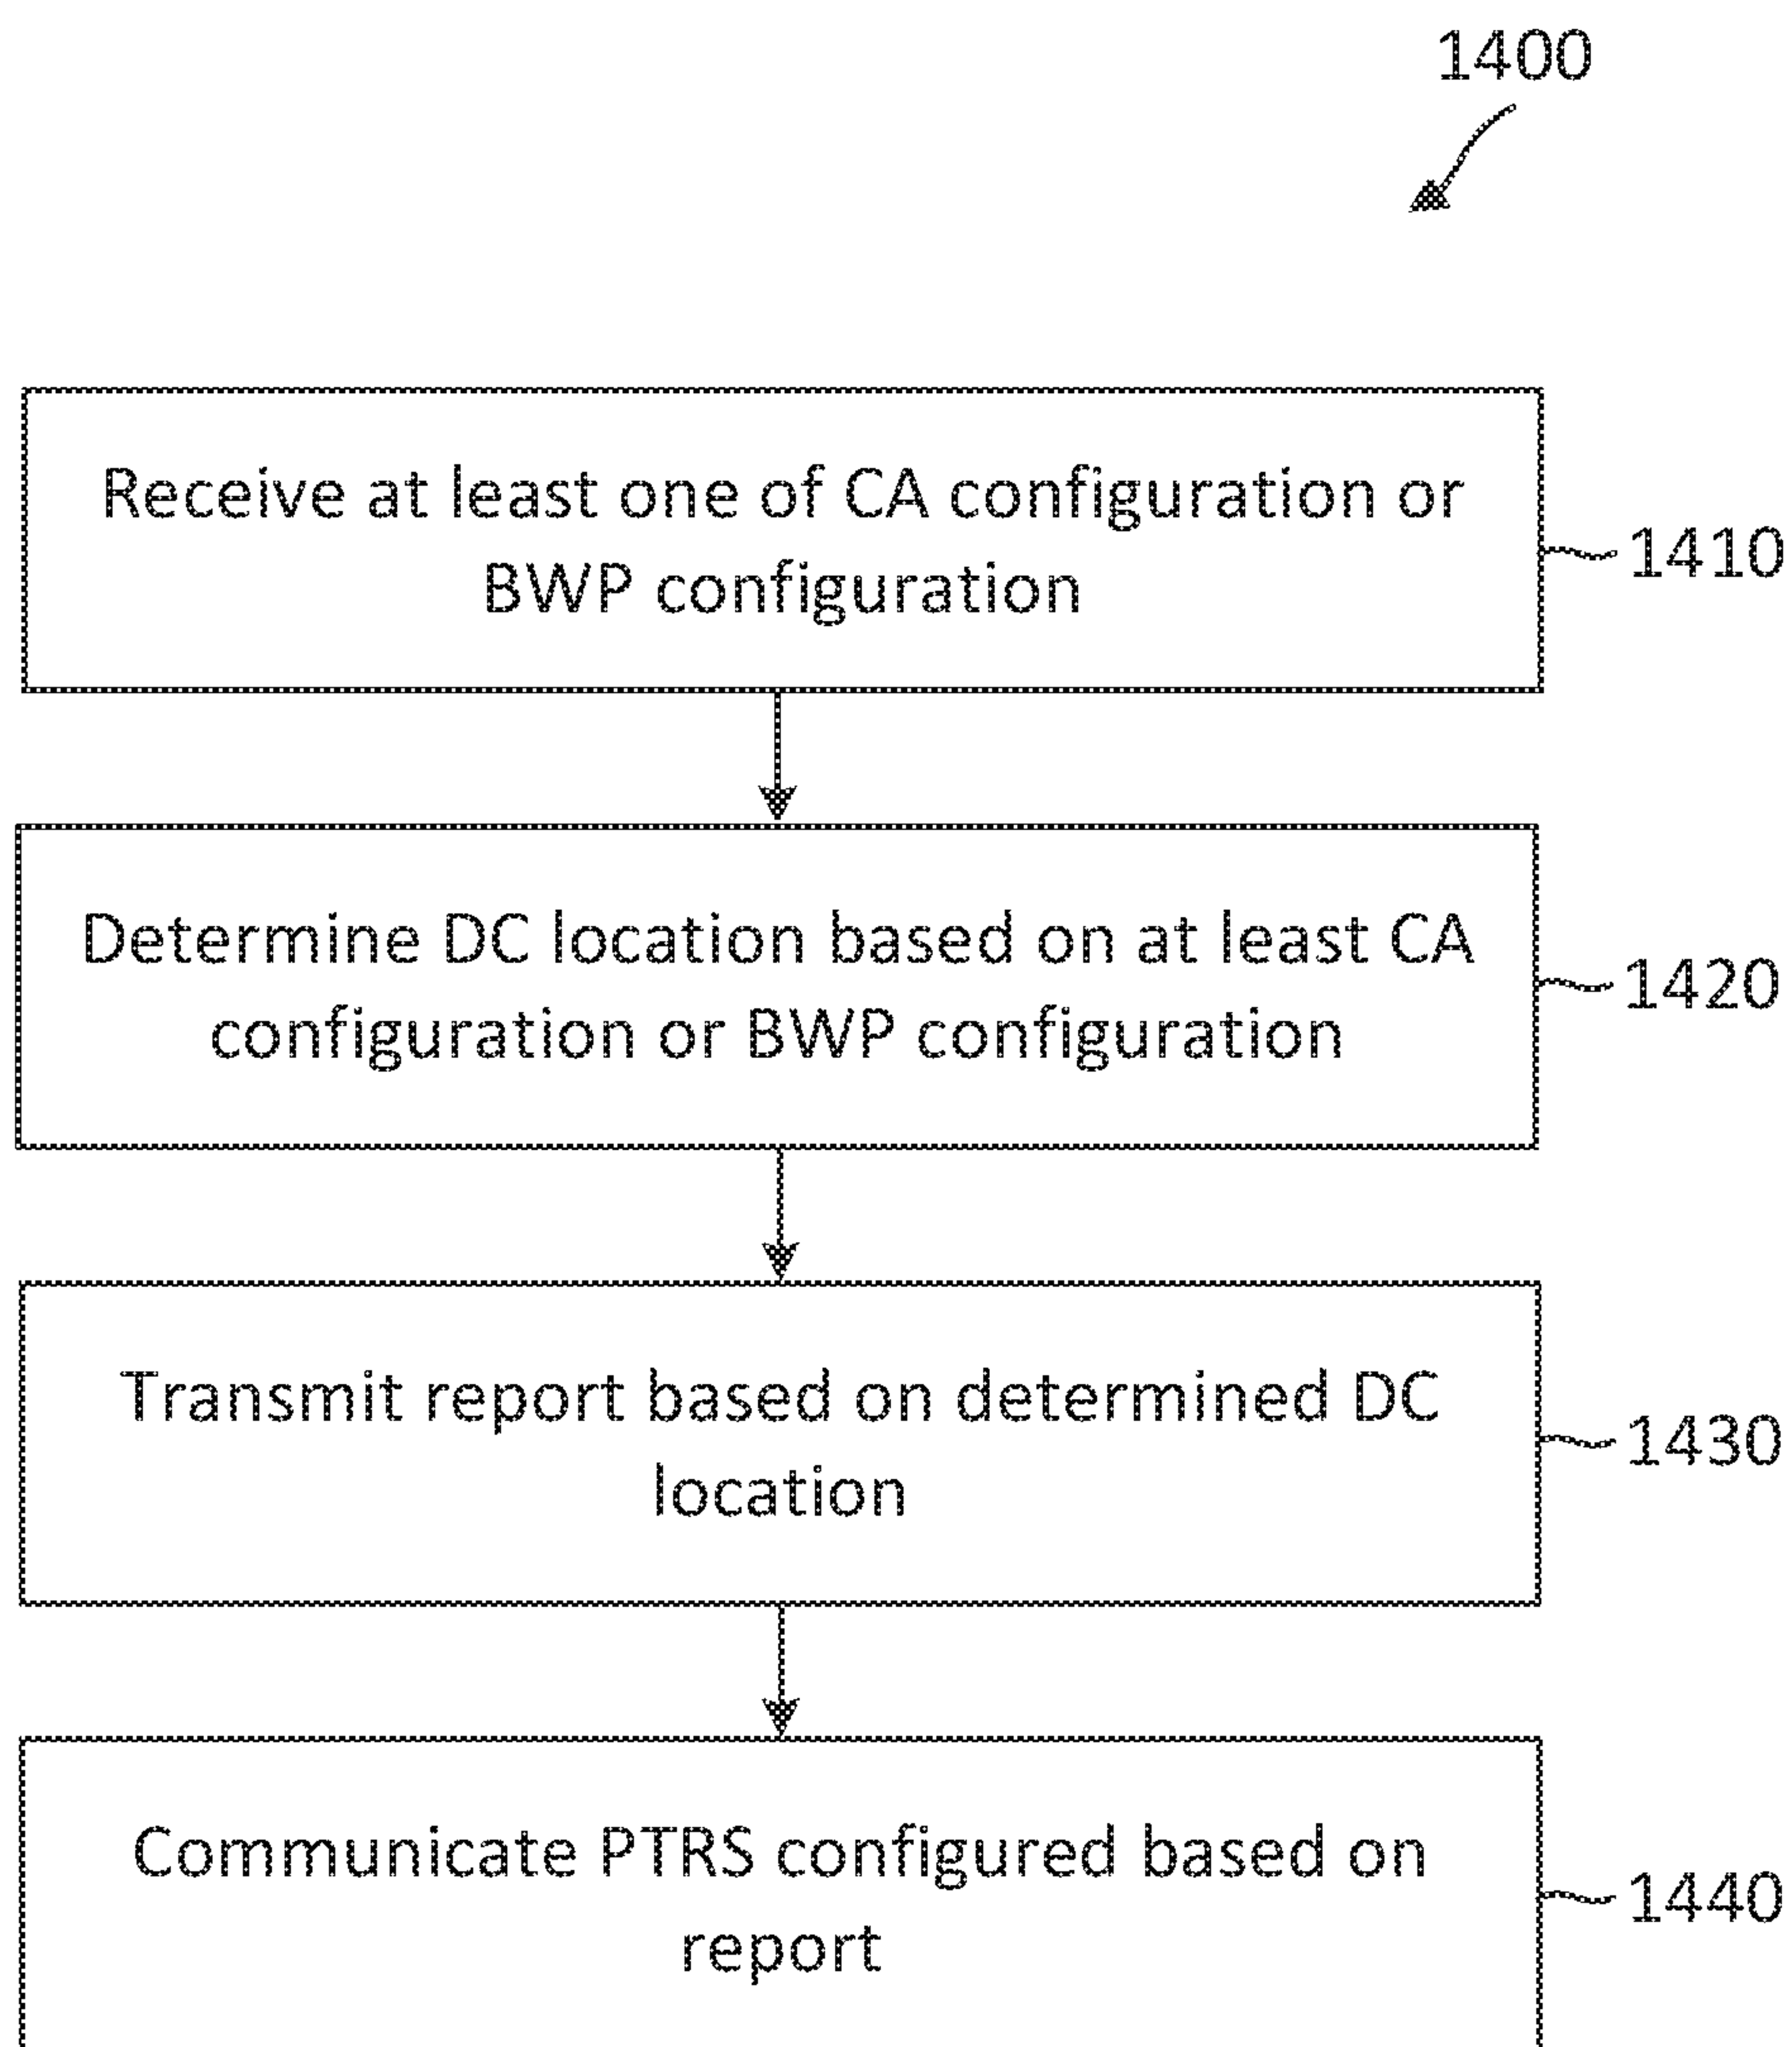 1400
Receive at least one of CA configuration or
BWP configuration
1410
Determine DC location based on at least CA
configuration or BWP configuration
1420
Transmit report based on determined DC
location
1430
Communicate PTRS configured based on
report
1440